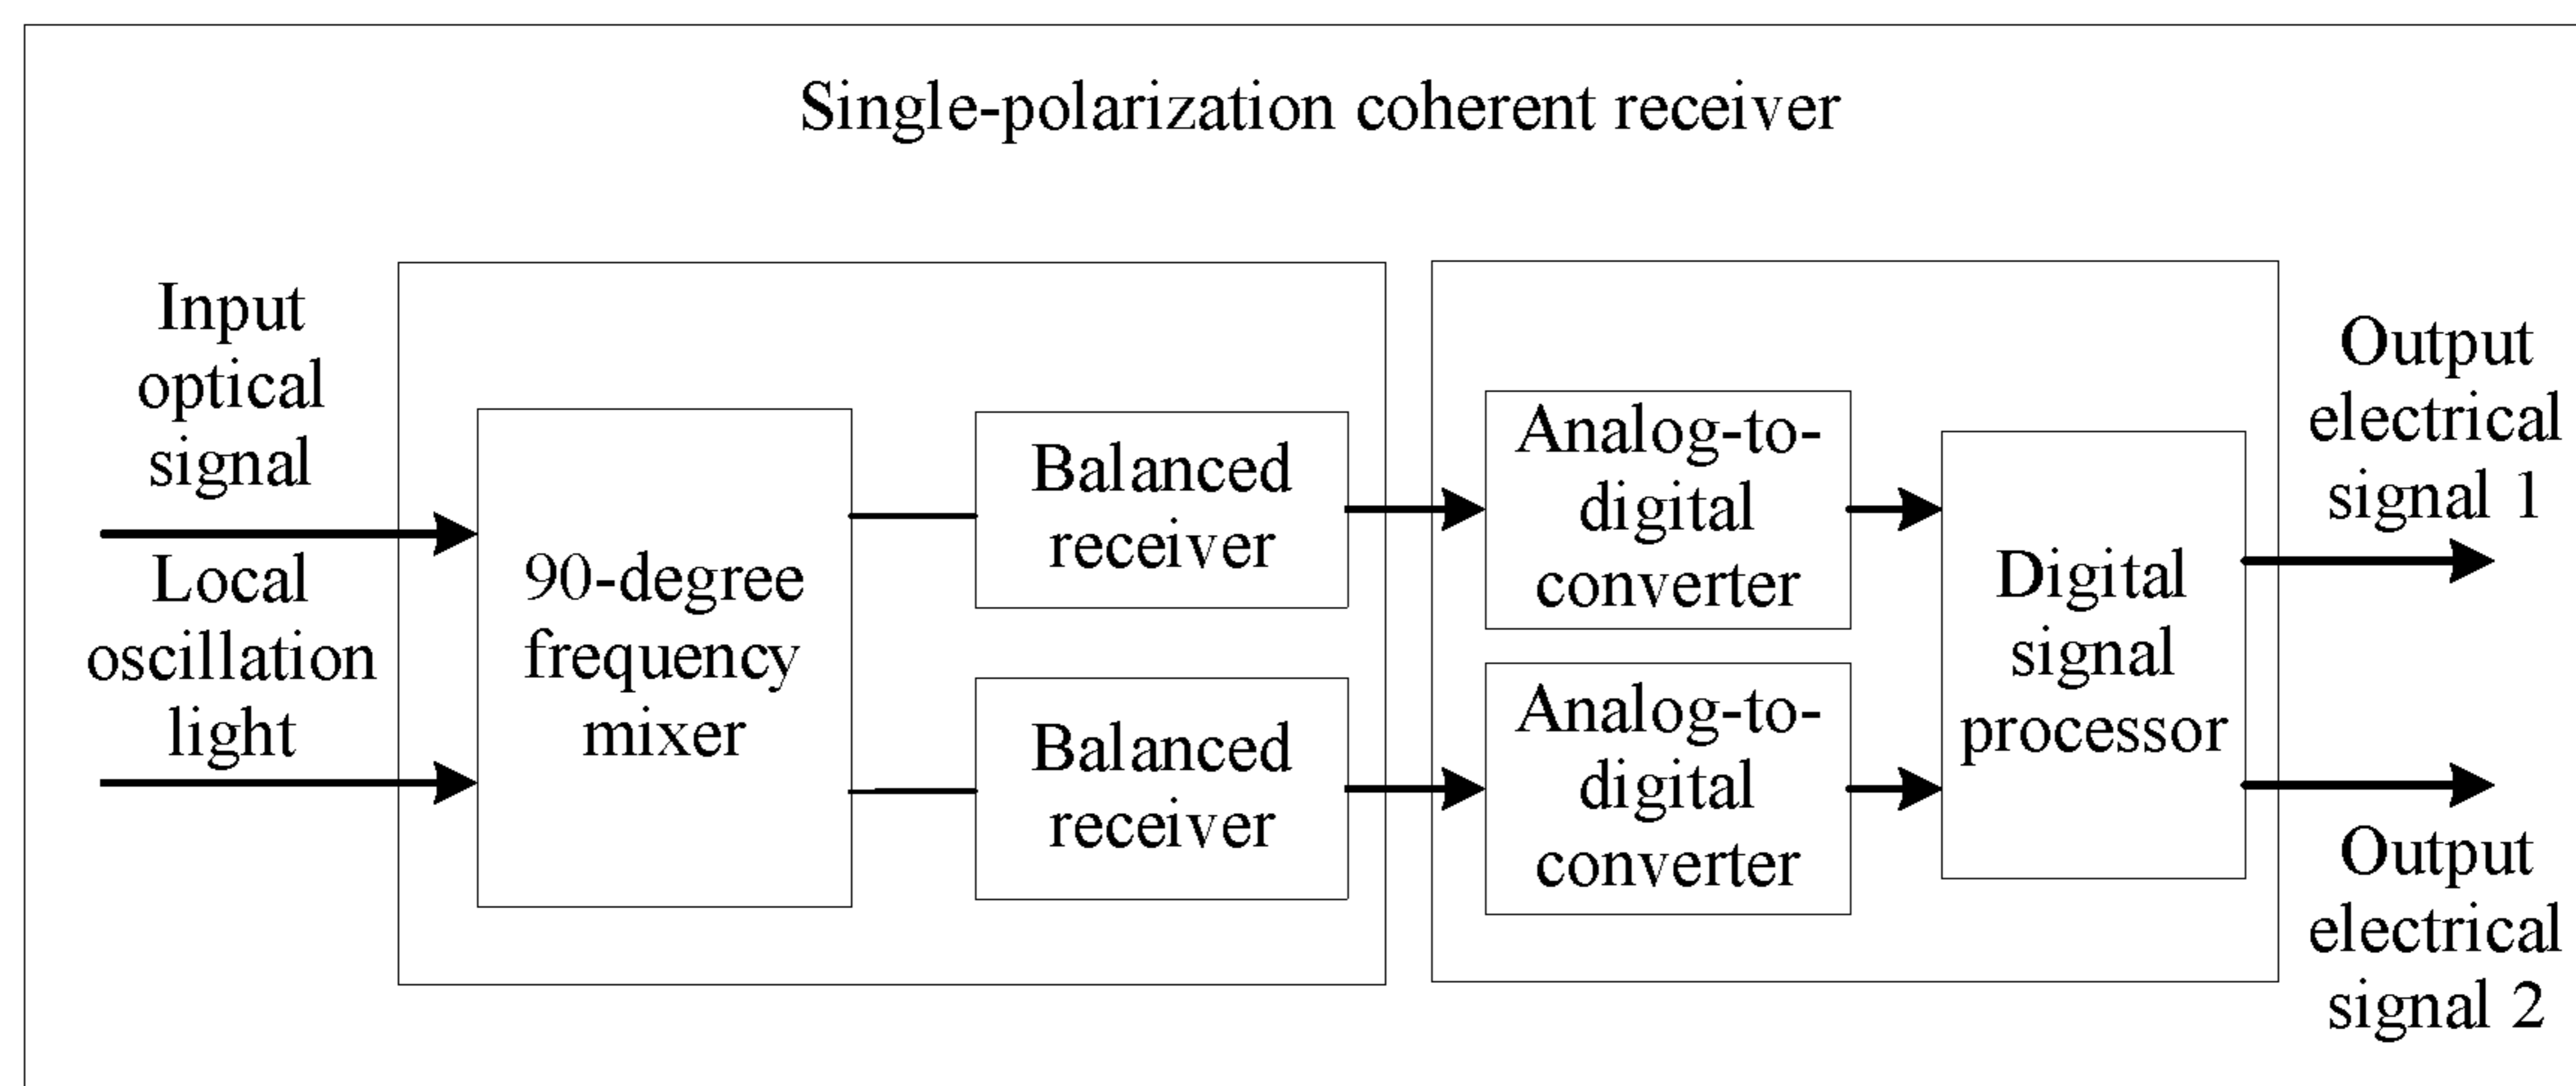 Single-polarization coherent receiver
Input
optical
signal
Local
oscillation
light
90-degree
frequency
mixer
Balanced
receiver
Balanced
receiver
Analog-to-
digital
converter
Analog-to-
digital
converter
Digital
signal
processor
Output
electrical
signal 1
Output
electrical
signal 2